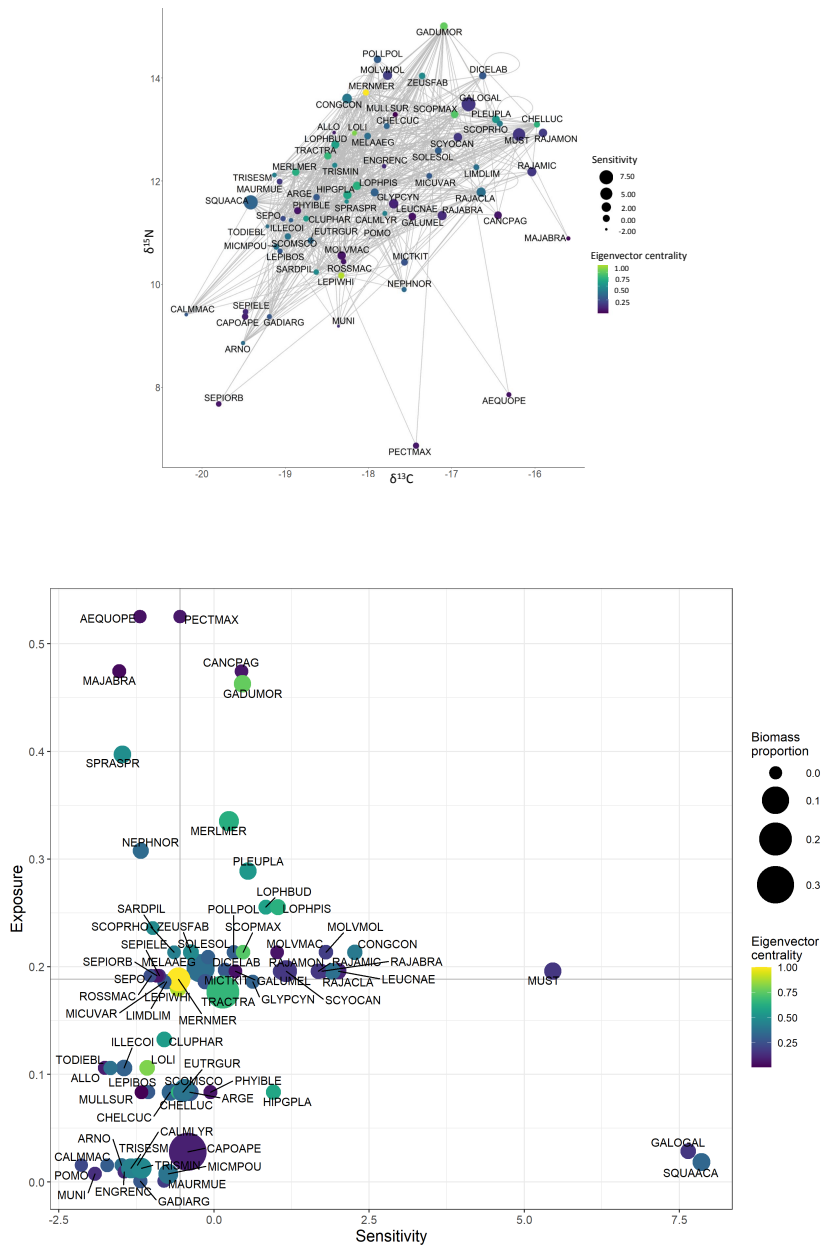 GADUMOR
POLLPOL
MOLVMOL
DICELAB
14
ZEUSFAB
MERNMER
GALOGAL
CONGCON
MULLSUR
SCOPMAX
PLEUPLA
CHELLUC
ALLO
LOLI
CHELCUC
SCOPRHO
LOPHBUD
MELAAEG
SCYOCAN
MUST
RAJAMON
TRACTRA
SOLESOL
MERLMER
TRISMIN
ENGRENC
LIMDLIM
RAJAMIC
TRISESM
12
HIPGPLA
LOPHPIS
MICUVAR
MAURMUE
ARGE
GLYPCYN
RAJACLA
SQUAACA
PHYIBLE
SPRASPR
LEUCNAE
RAJABRA
SEPO
CLUPHAR
CALMLYR
GALUMEL
CANCPAG
TODIEBL
ILLECOI
EUTRGUR
POMO
MAJABRA
MICMPOU
SCOMSCO
LEPIBOS
MOLVMAC
MICTKIT
SARDPIL
ROSSMAC
10
LEPIWHI
NEPHNOR
CALMMAC
SEPIELE
CAPOAPE
GADIARG
MUNI
ARNO
8
SEPIORB
AEQUOPE
PECTMAX
-20
-19
-18
-17
-16
δ13C
δ15N
Sensitivity
7.50
5.00
2.00
0.00
-2.00
Eigenvector centrality
1.00
0.75
0.50
0.25
AEQUOPE
PECTMAX
0.5
CANCPAG
MAJABRA
GADUMOR
0.4
SPRASPR
MERLMER
NEPHNOR
0.3
PLEUPLA
LOPHBUD
SARDPIL
POLLPOL
LOPHPIS
SCOPRHO
ZEUSFAB
SCOPMAX
MOLVMOL
SEPIELE
SOLESOL
MOLVMAC
CONGCON
SEPIORB
MELAAEG
DICELAB
RAJAMON
RAJAMIC
RAJABRA
0.2
SEPO
MICTKIT
GALUMEL
RAJACLA
LEUCNAE
MUST
ROSSMAC
LEPIWHI
TRACTRA
GLYPCYN
SCYOCAN
MICUVAR
LIMDLIM
MERNMER
ILLECOI
CLUPHAR
TODIEBL
LOLI
EUTRGUR
0.1
ALLO
LEPIBOS
SCOMSCO
PHYIBLE
MULLSUR
CHELLUC
ARGE
HIPGPLA
CHELCUC
CALMLYR
ARNO
TRISESM
CAPOAPE
GALOGAL
CALMMAC
TRISMIN
MICMPOU
SQUAACA
0.0
POMO
MAURMUE
MUNI
ENGRENC
GADIARG
-2.5
0.0
2.5
5.0
7.5
Sensitivity
Exposure
Biomass
proportion
0.0
0.1
0.2
0.3
Eigenvector
centrality
1.00
0.75
0.50
0.25